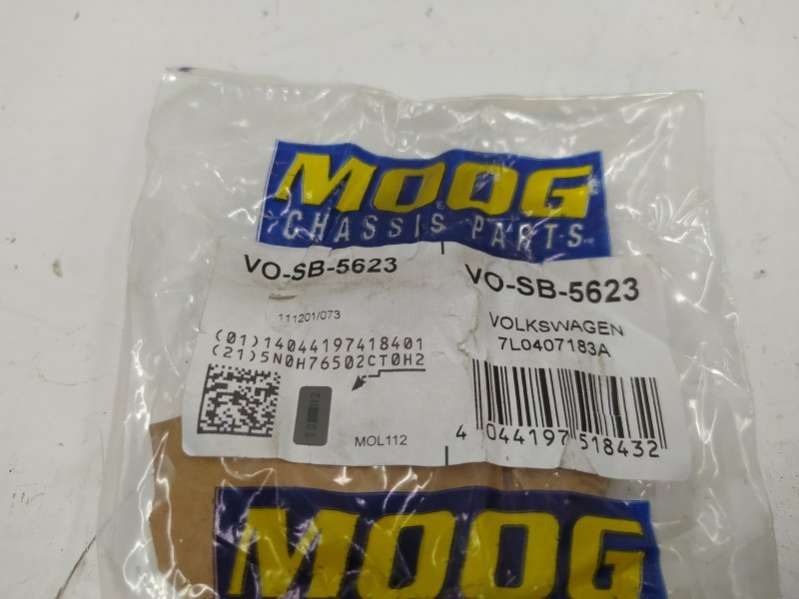 MOOG
CHASSIS PARTS
VO-SB-5623
111201/073
(01)14044197418401
(21)5N0H76502CT0H2
MOL112
VO-SB-5623
VOLKSWAGEN
7L0407183A
4 044197 518432
MOOG